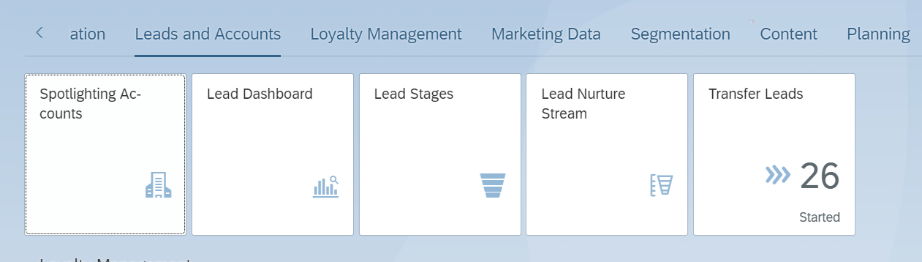 ation Leads and Accounts Loyalty Management Marketing Data Segmentation Content Planning
Spotlighting Ac-
counts
Lead Dashboard
Lead Stages
Lead Nurture
Stream
Transfer Leads
26
Started